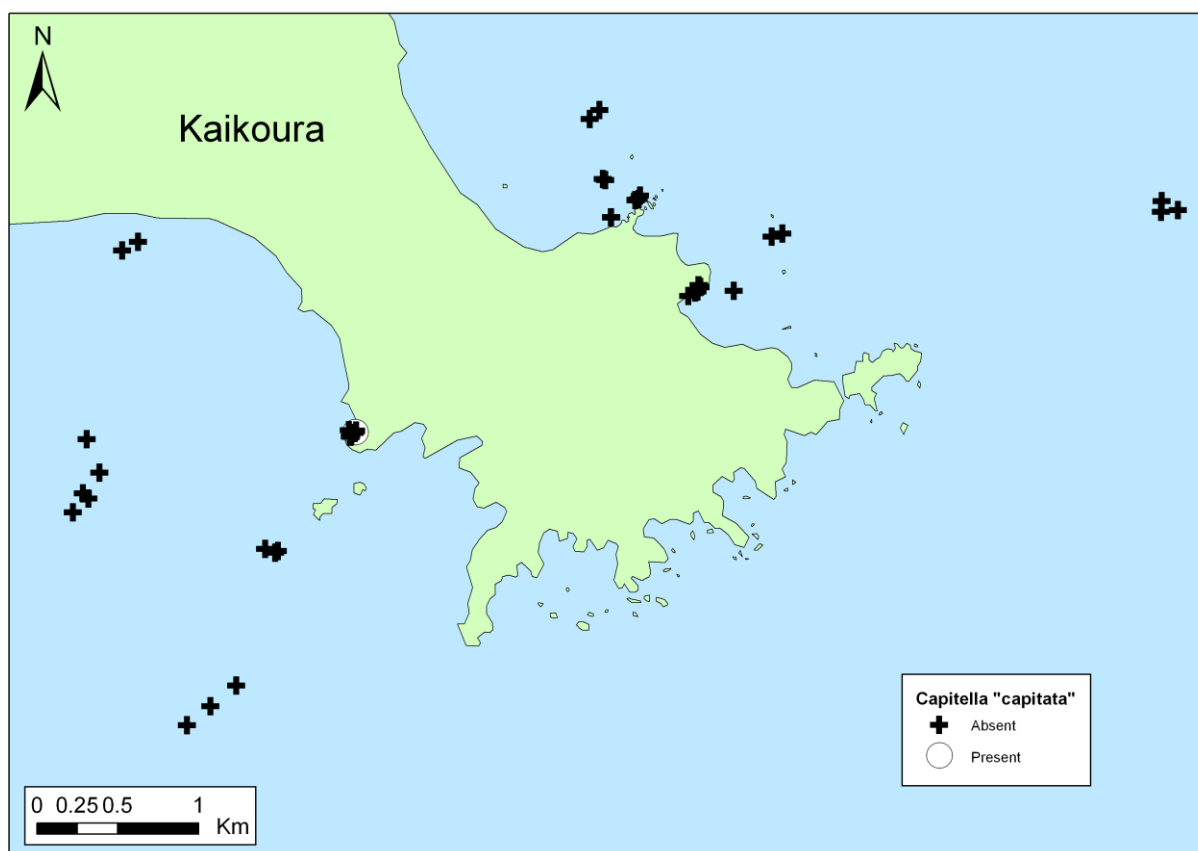 N
Kaikoura
Capitella "capitata"
Absent
Present
0 0.25 0.5 1
Km